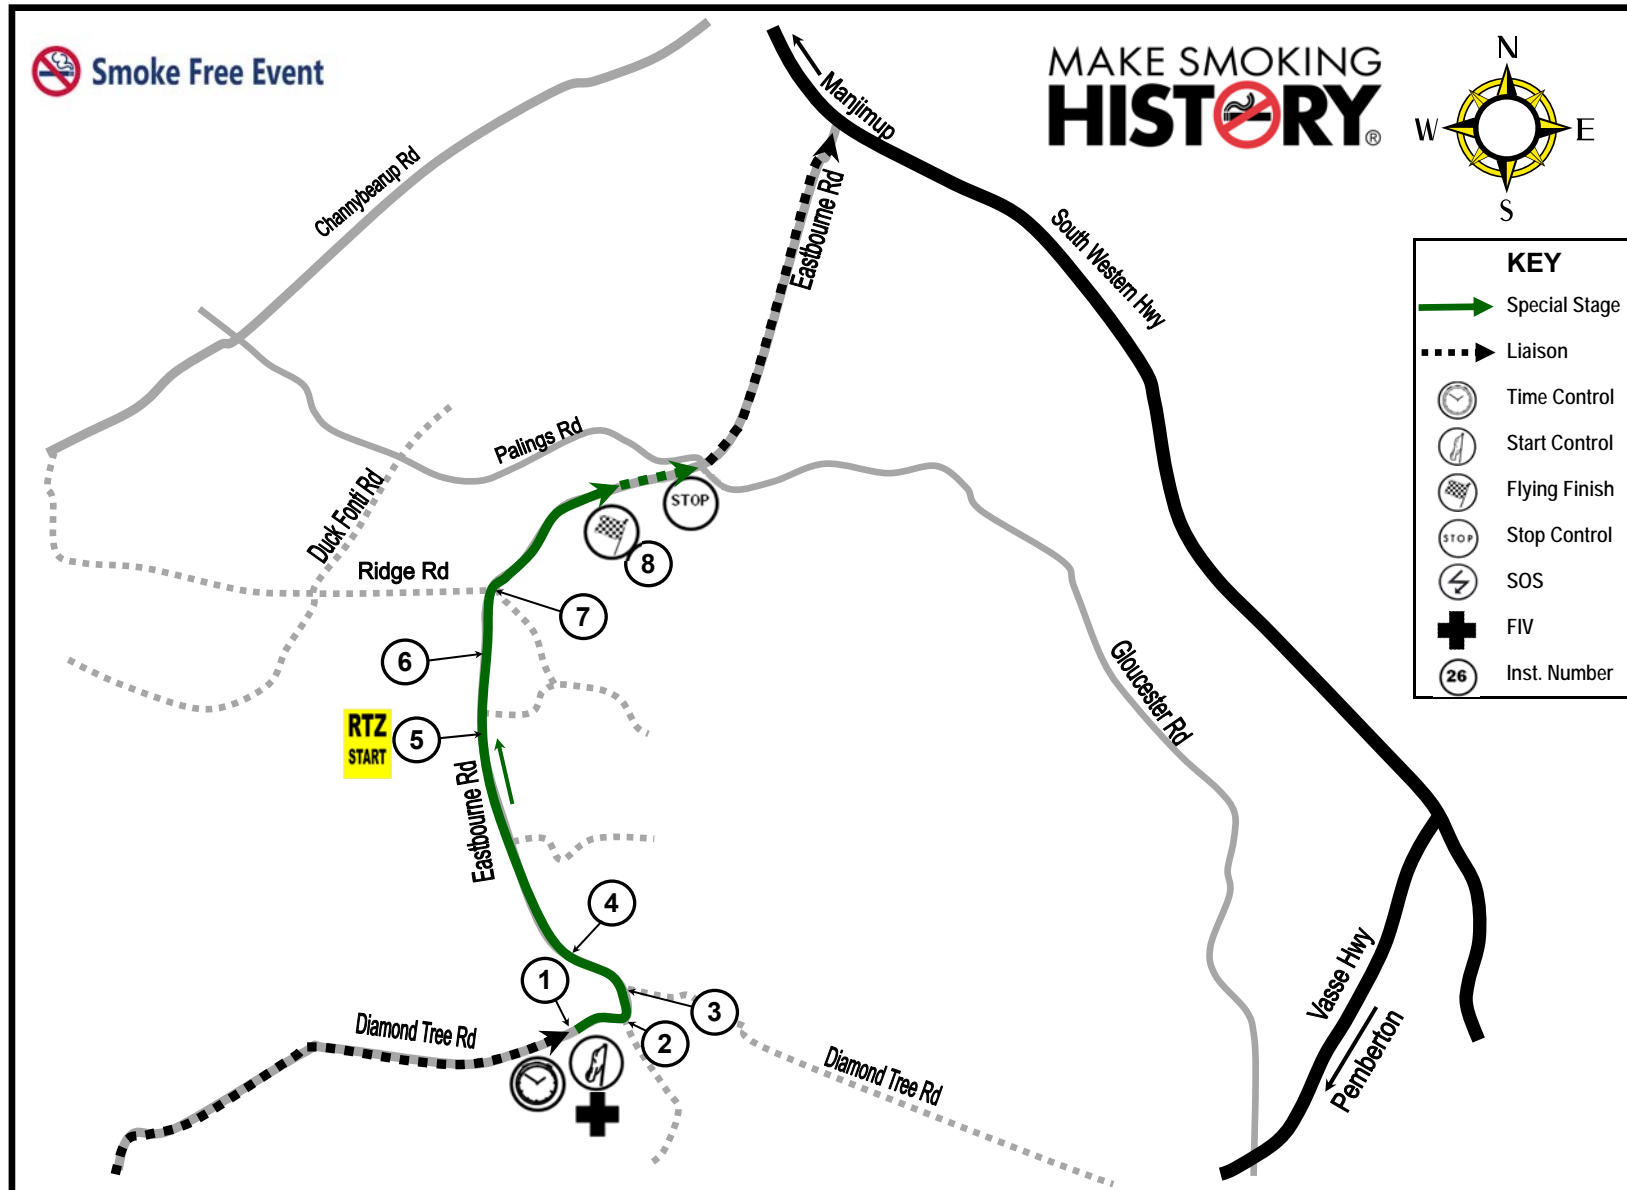 Smoke Free Event
MAKE SMOKING
HISTORY®
N
W
E
S
Manjimup
Channybearup Rd
Eastbourne Rd
South Western Hwy
KEY
Special Stage
Liaison
Time Control
Start Control
Flying Finish
STOP
Stop Control
SOS
FIV
26
Inst. Number
Palings Rd
Duck Fonti Rd
STOP
8
Ridge Rd
7
6
Gloucester Rd
RTZ
START
5
Eastbourne Rd
4
1
3
2
Diamond Tree Rd
Diamond Tree Rd
Vasse Hwy
Pemberton